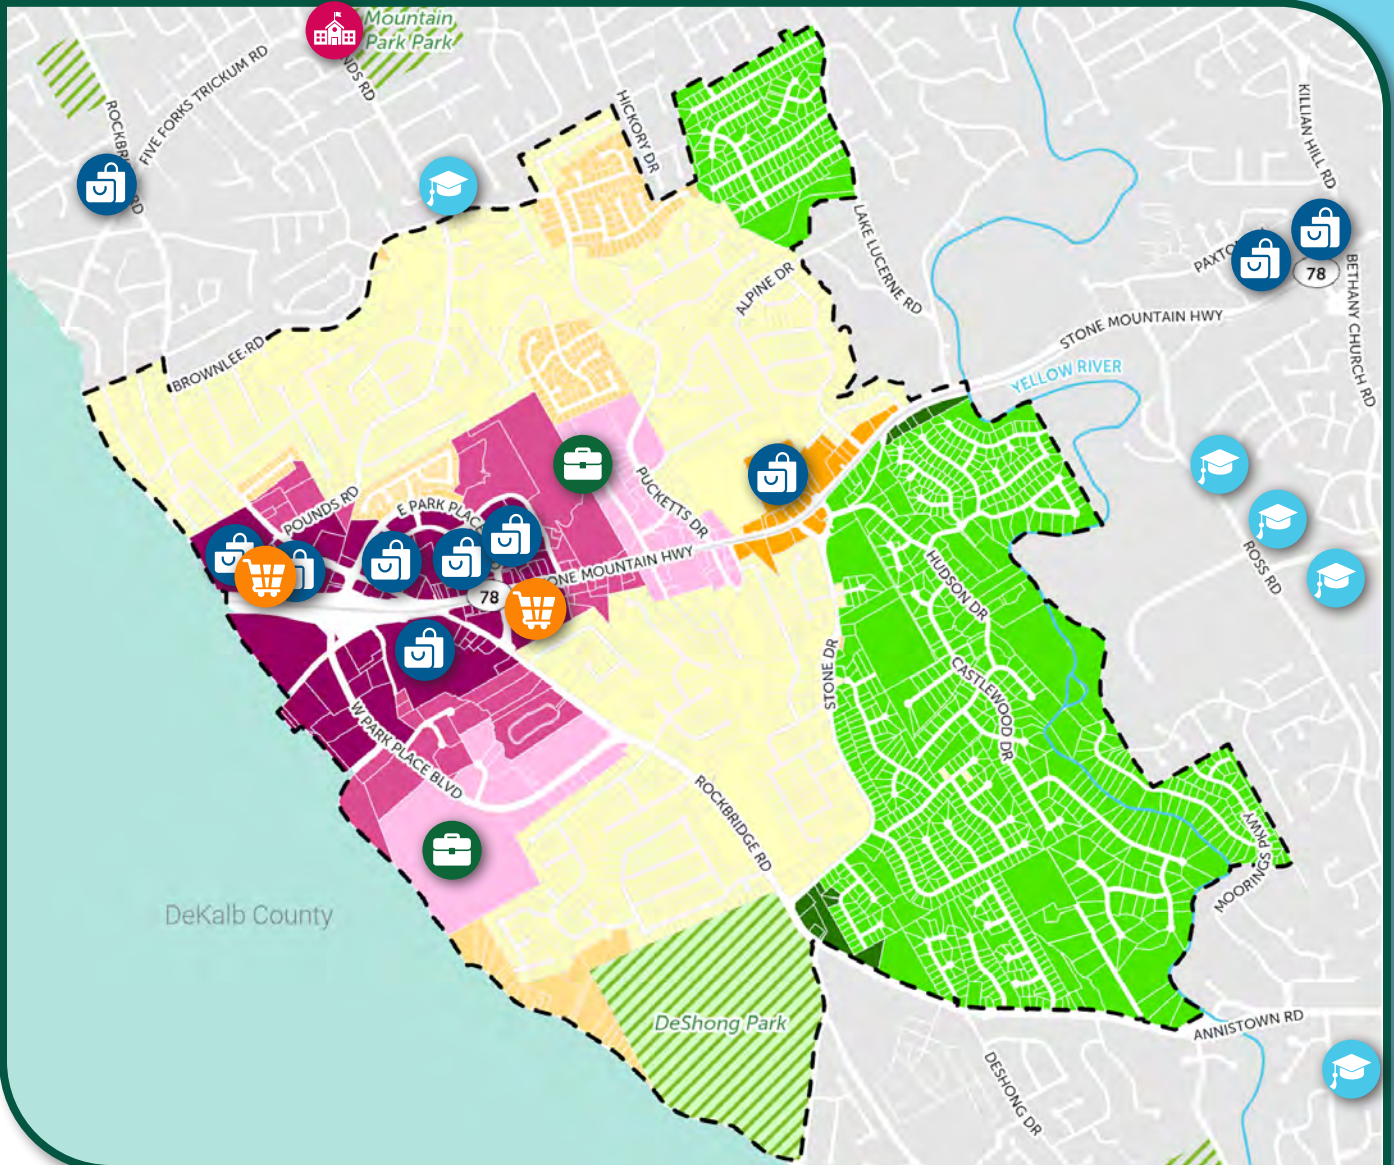 Mountain
Park Park
NDS RD
FIVE FORKS TRICKUM RD
HICKORY DR
KILLIAN HILL RD
LAKE LUCERNE RD
78
BETHANY CHURCH RD
ALPINE DR
STONE MOUNTAIN HWY
BROWNLEE RD
YELLOW RIVER
PUCKETTS DR
POUNDS RD
E PARK PLACE
ONE MOUNTAIN HWY
78
HUDSON DR
ROSS RD
STONE DR
CASTLEWOOD DR
W PARK PLACE BLVD
ROCKBRIDGE RD
MOORINGS PKWY
DeKalb County
DeShong Park
ANNISTOWN RD
DESHONG DR